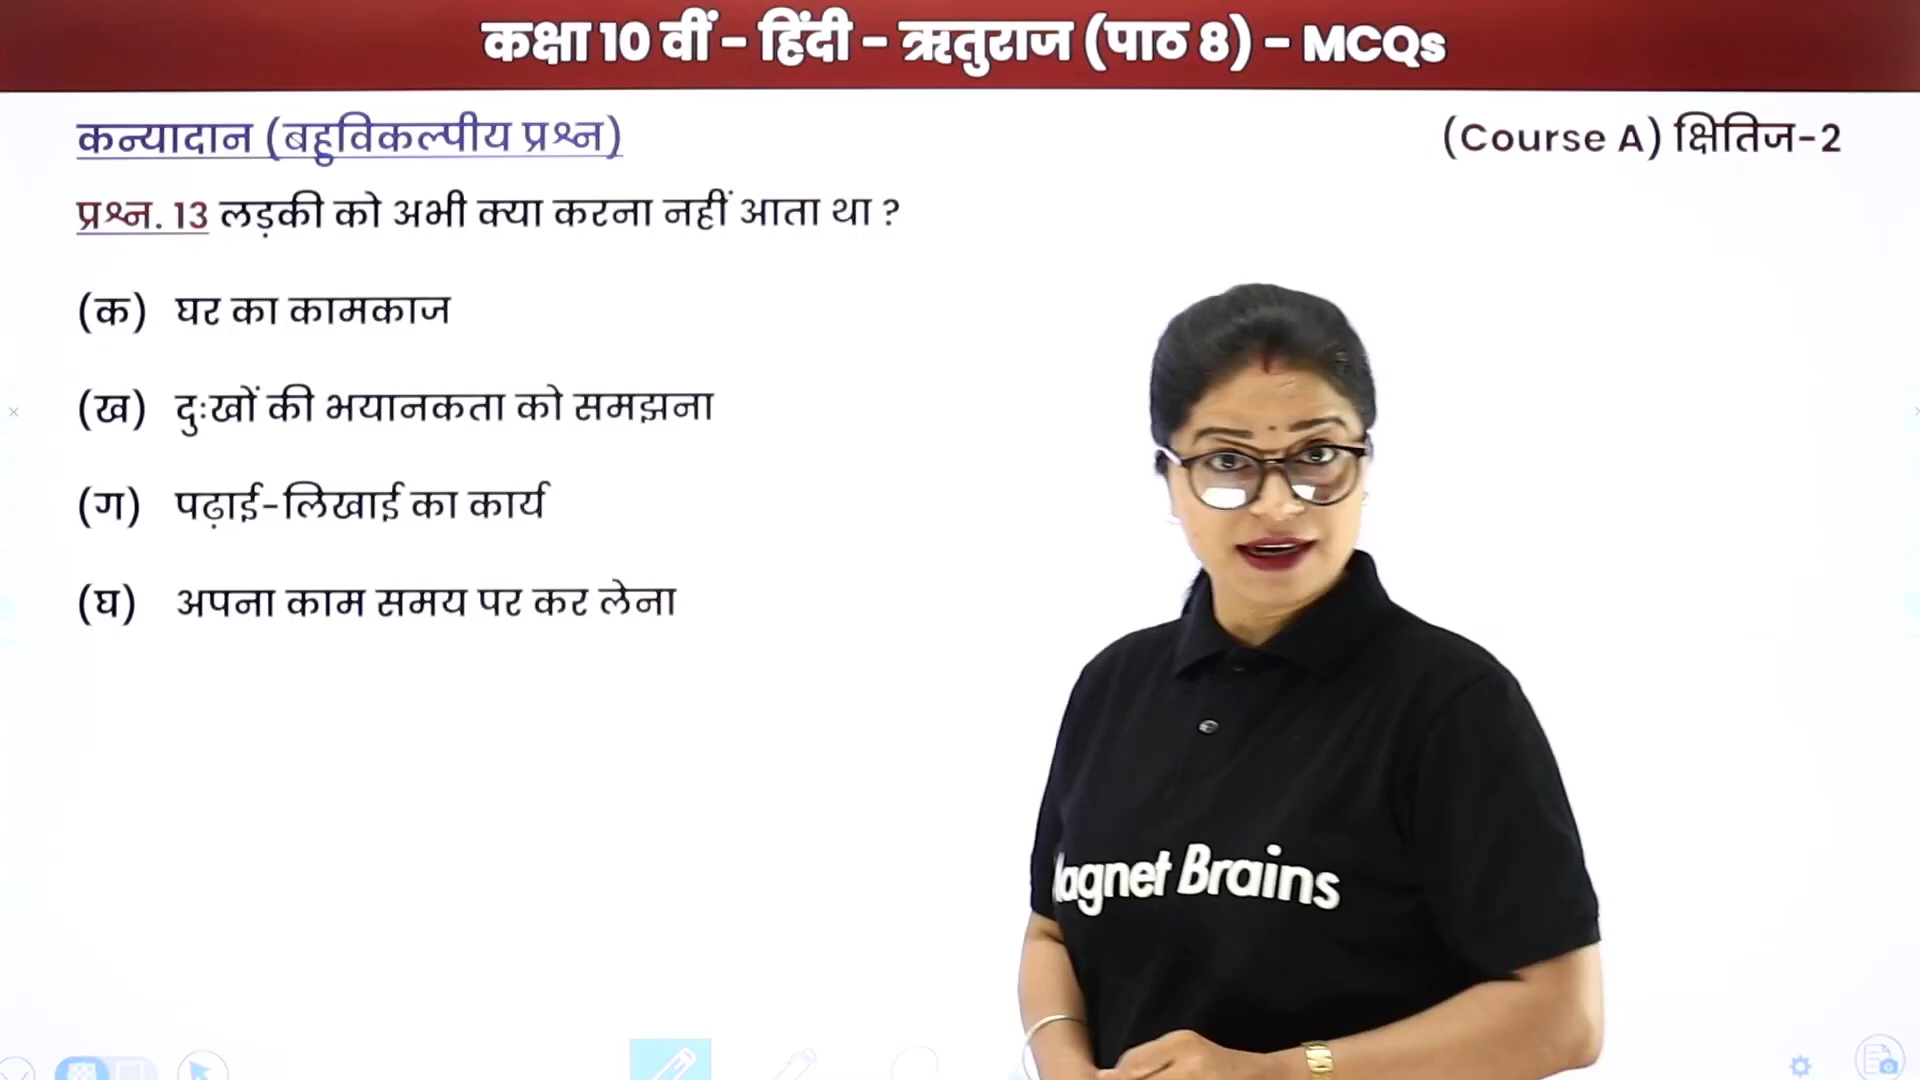 कक्षा 10 वीं - हिंदी - ऋतुराज (पाठ 8) - MCQs
कन्यादान (बहुविकल्पीय प्रश्न)
(Course A) क्षितिज-2
प्रश्न. 13 लड़की को अभी क्या करना नहीं आता था ?
(क) घर का कामकाज
(ख) दुःखों की भयानकता को समझना
(ग) पढ़ाई-लिखाई का कार्य
(घ) अपना काम समय पर कर लेना
Brains